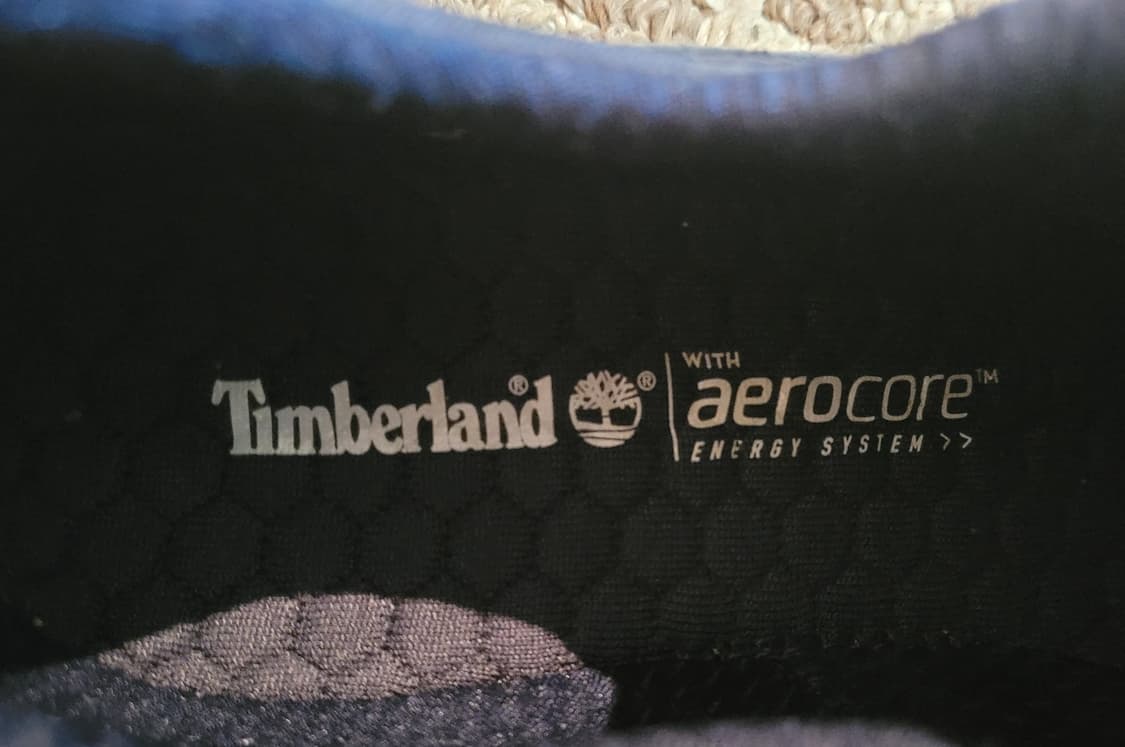 Timberland® ®
WITH
aerocore™
ENERGY SYSTEM >>